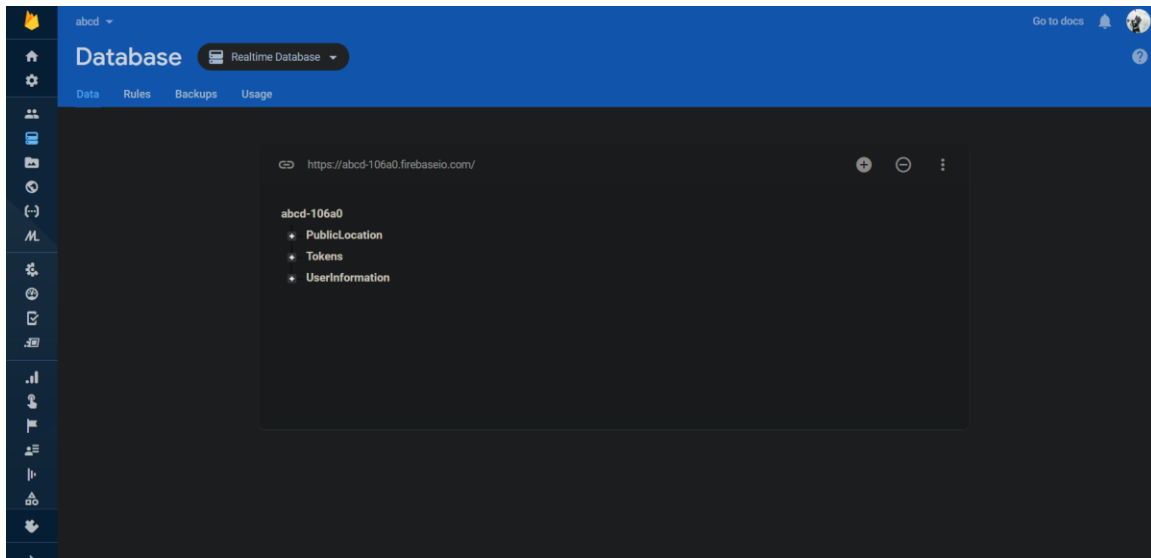 abcd
Go to docs
Database
Realtime Database
Data Rules Backups Usage
https://abcd-106a0.firebaseio.com/
abcd-106a0
PublicLocation
Tokens
UserInformation